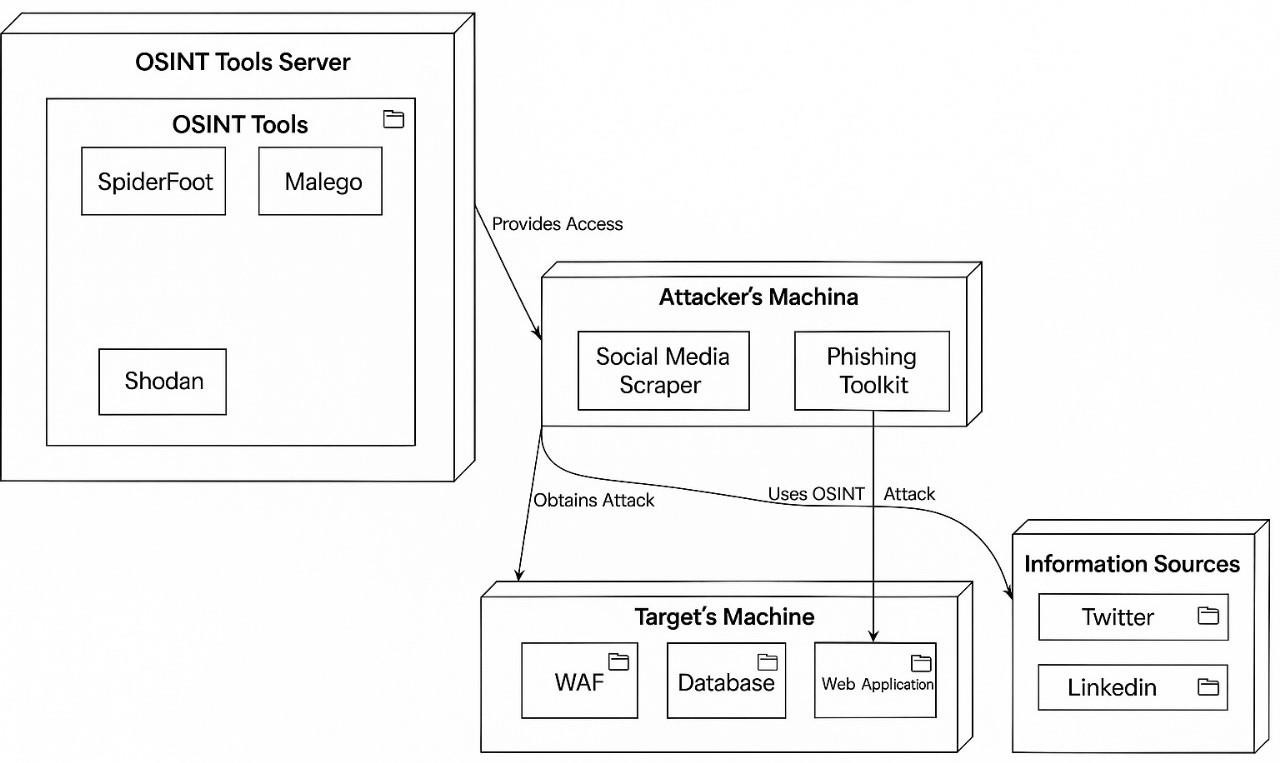 OSINT Tools Server
OSINT Tools
SpiderFoot
Malego
Shodan
Provides Access
Attacker's Machina
Social Media
Scraper
Phishing
Toolkit
Obtains Attack
Uses OSINT
Attack
Target's Machine
WAF
Database
Web Application
Information Sources
Twitter
Linkedin